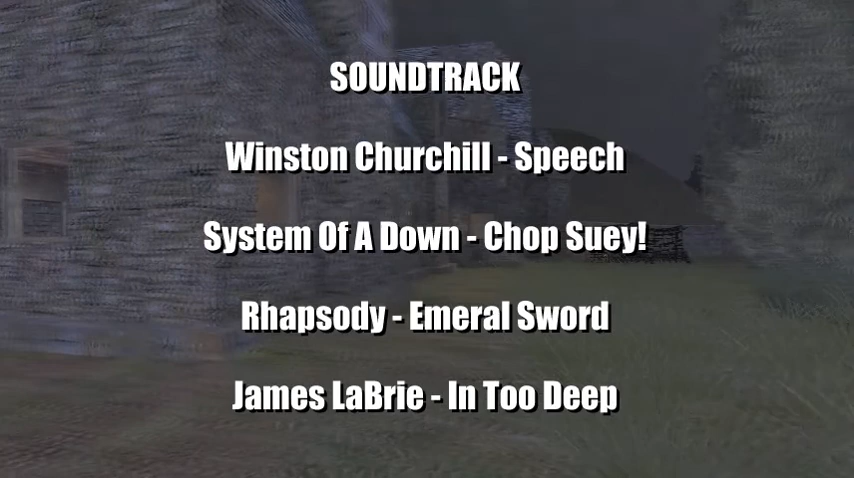 SOUNDTRACK
Winston Churchill - Speech
System Of A Down - Chop Suey!
Rhapsody - Emeral Sword
James LaBrie - In Too Deep